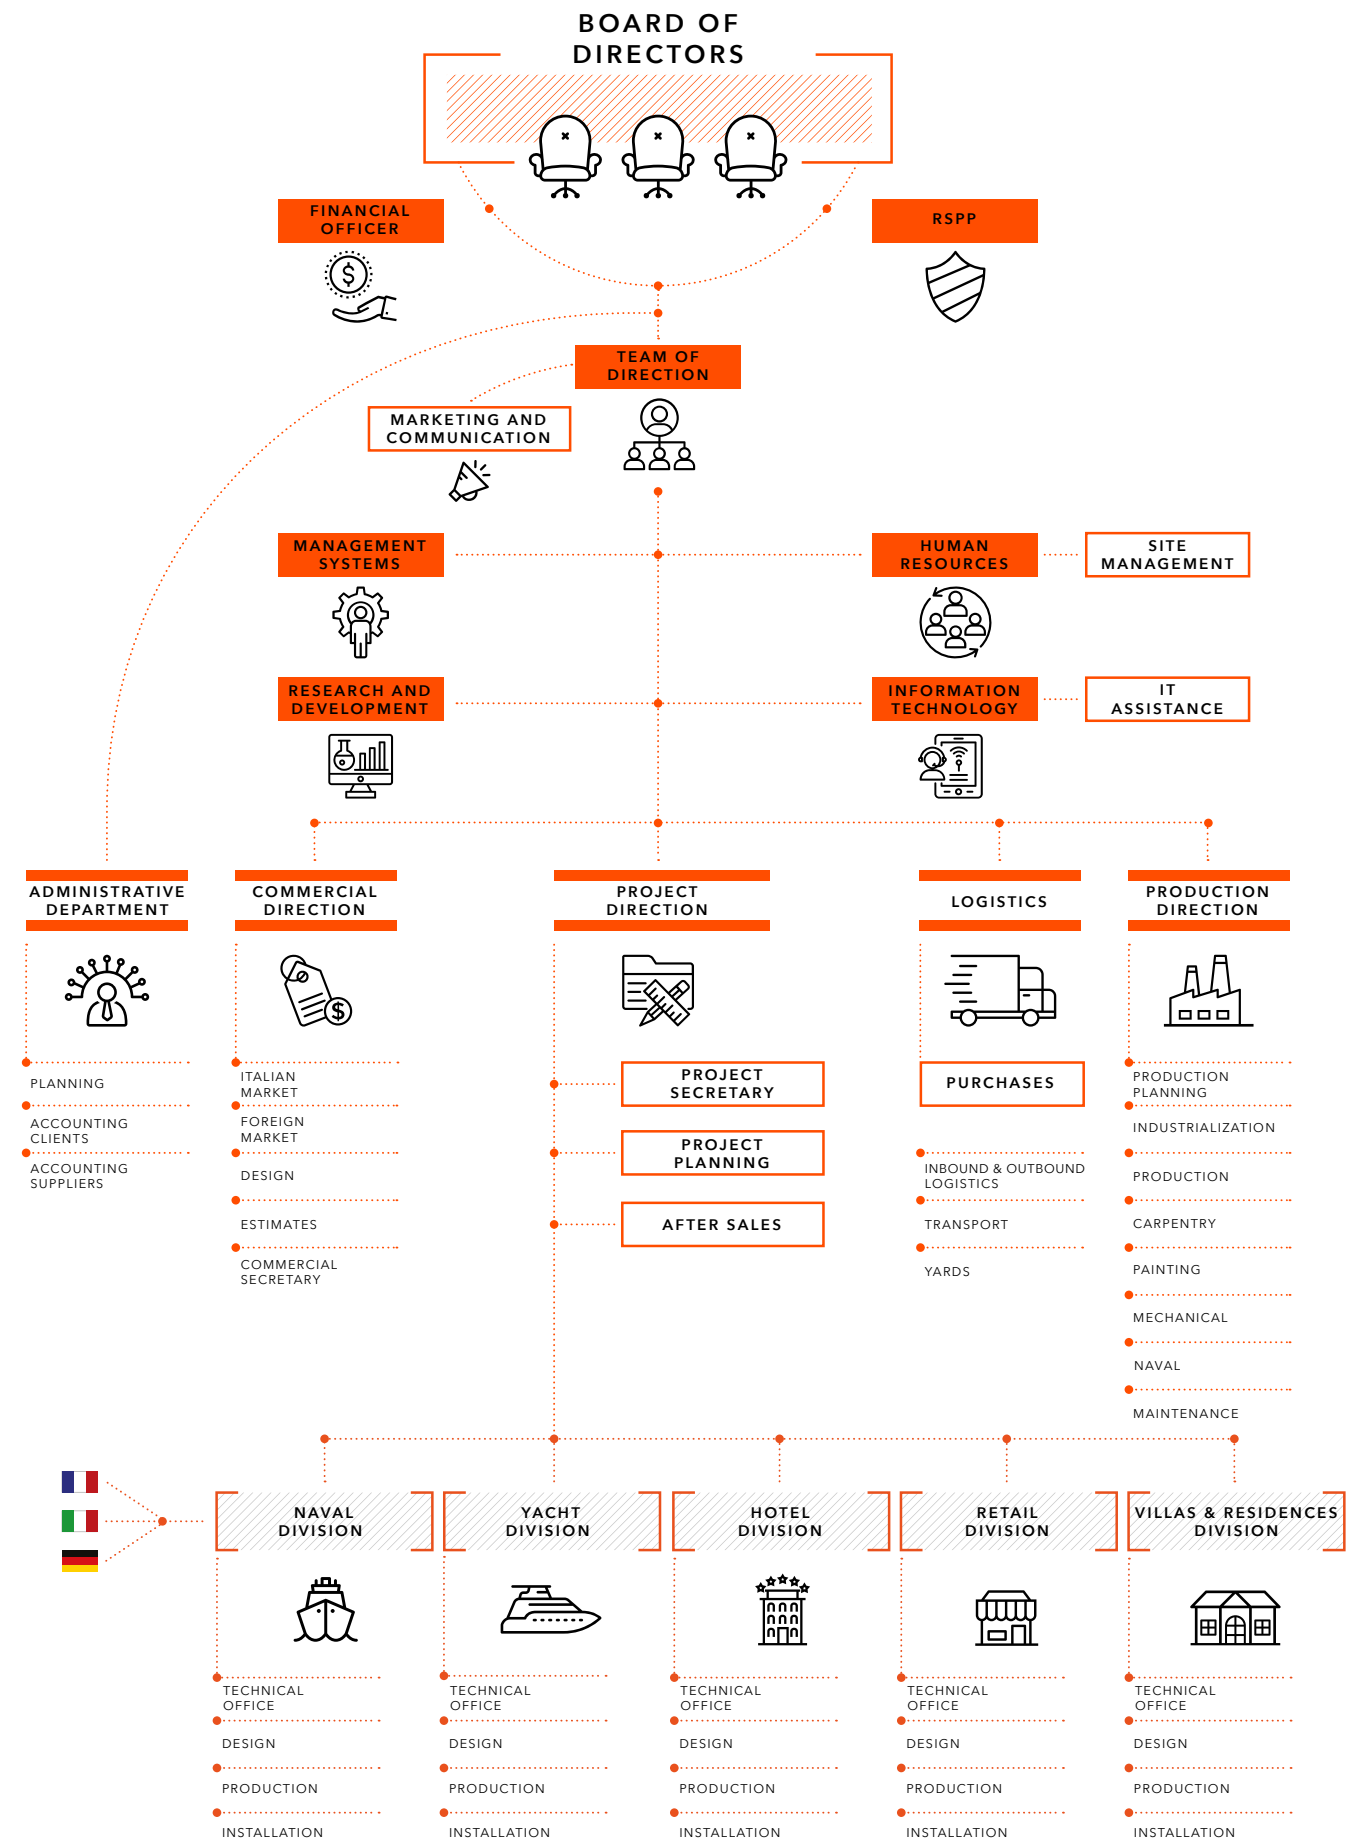 BOARD OF
DIRECTORS
FINANCIAL
OFFICER
RSPP
TEAM OF
DIRECTION
MARKETING AND
COMMUNICATION
MANAGEMENT
SYSTEMS
HUMAN
RESOURCES
SITE
MANAGEMENT
RESEARCH AND
DEVELOPMENT
INFORMATION
TECHNOLOGY
IT
ASSISTANCE
ADMINISTRATIVE
DEPARTMENT
PLANNING
ACCOUNTING
CLIENTS
ACCOUNTING
SUPPLIERS
COMMERCIAL
DIRECTION
ITALIAN
MARKET
FOREIGN
MARKET
DESIGN
ESTIMATES
COMMERCIAL
SECRETARY
PROJECT
DIRECTION
PROJECT
SECRETARY
PROJECT
PLANNING
AFTER SALES
LOGISTICS
PURCHASES
INBOUND & OUTBOUND
LOGISTICS
TRANSPORT
YARDS
PRODUCTION
DIRECTION
PRODUCTION
PLANNING
INDUSTRIALIZATION
PRODUCTION
CARPENTRY
PAINTING
MECHANICAL
NAVAL
MAINTENANCE
NAVAL
DIVISION
TECHNICAL
OFFICE
DESIGN
PRODUCTION
INSTALLATION
YACHT
DIVISION
TECHNICAL
OFFICE
DESIGN
PRODUCTION
INSTALLATION
HOTEL
DIVISION
TECHNICAL
OFFICE
DESIGN
PRODUCTION
INSTALLATION
RETAIL
DIVISION
TECHNICAL
OFFICE
DESIGN
PRODUCTION
INSTALLATION
VILLAS & RESIDENCES
DIVISION
TECHNICAL
OFFICE
DESIGN
PRODUCTION
INSTALLATION